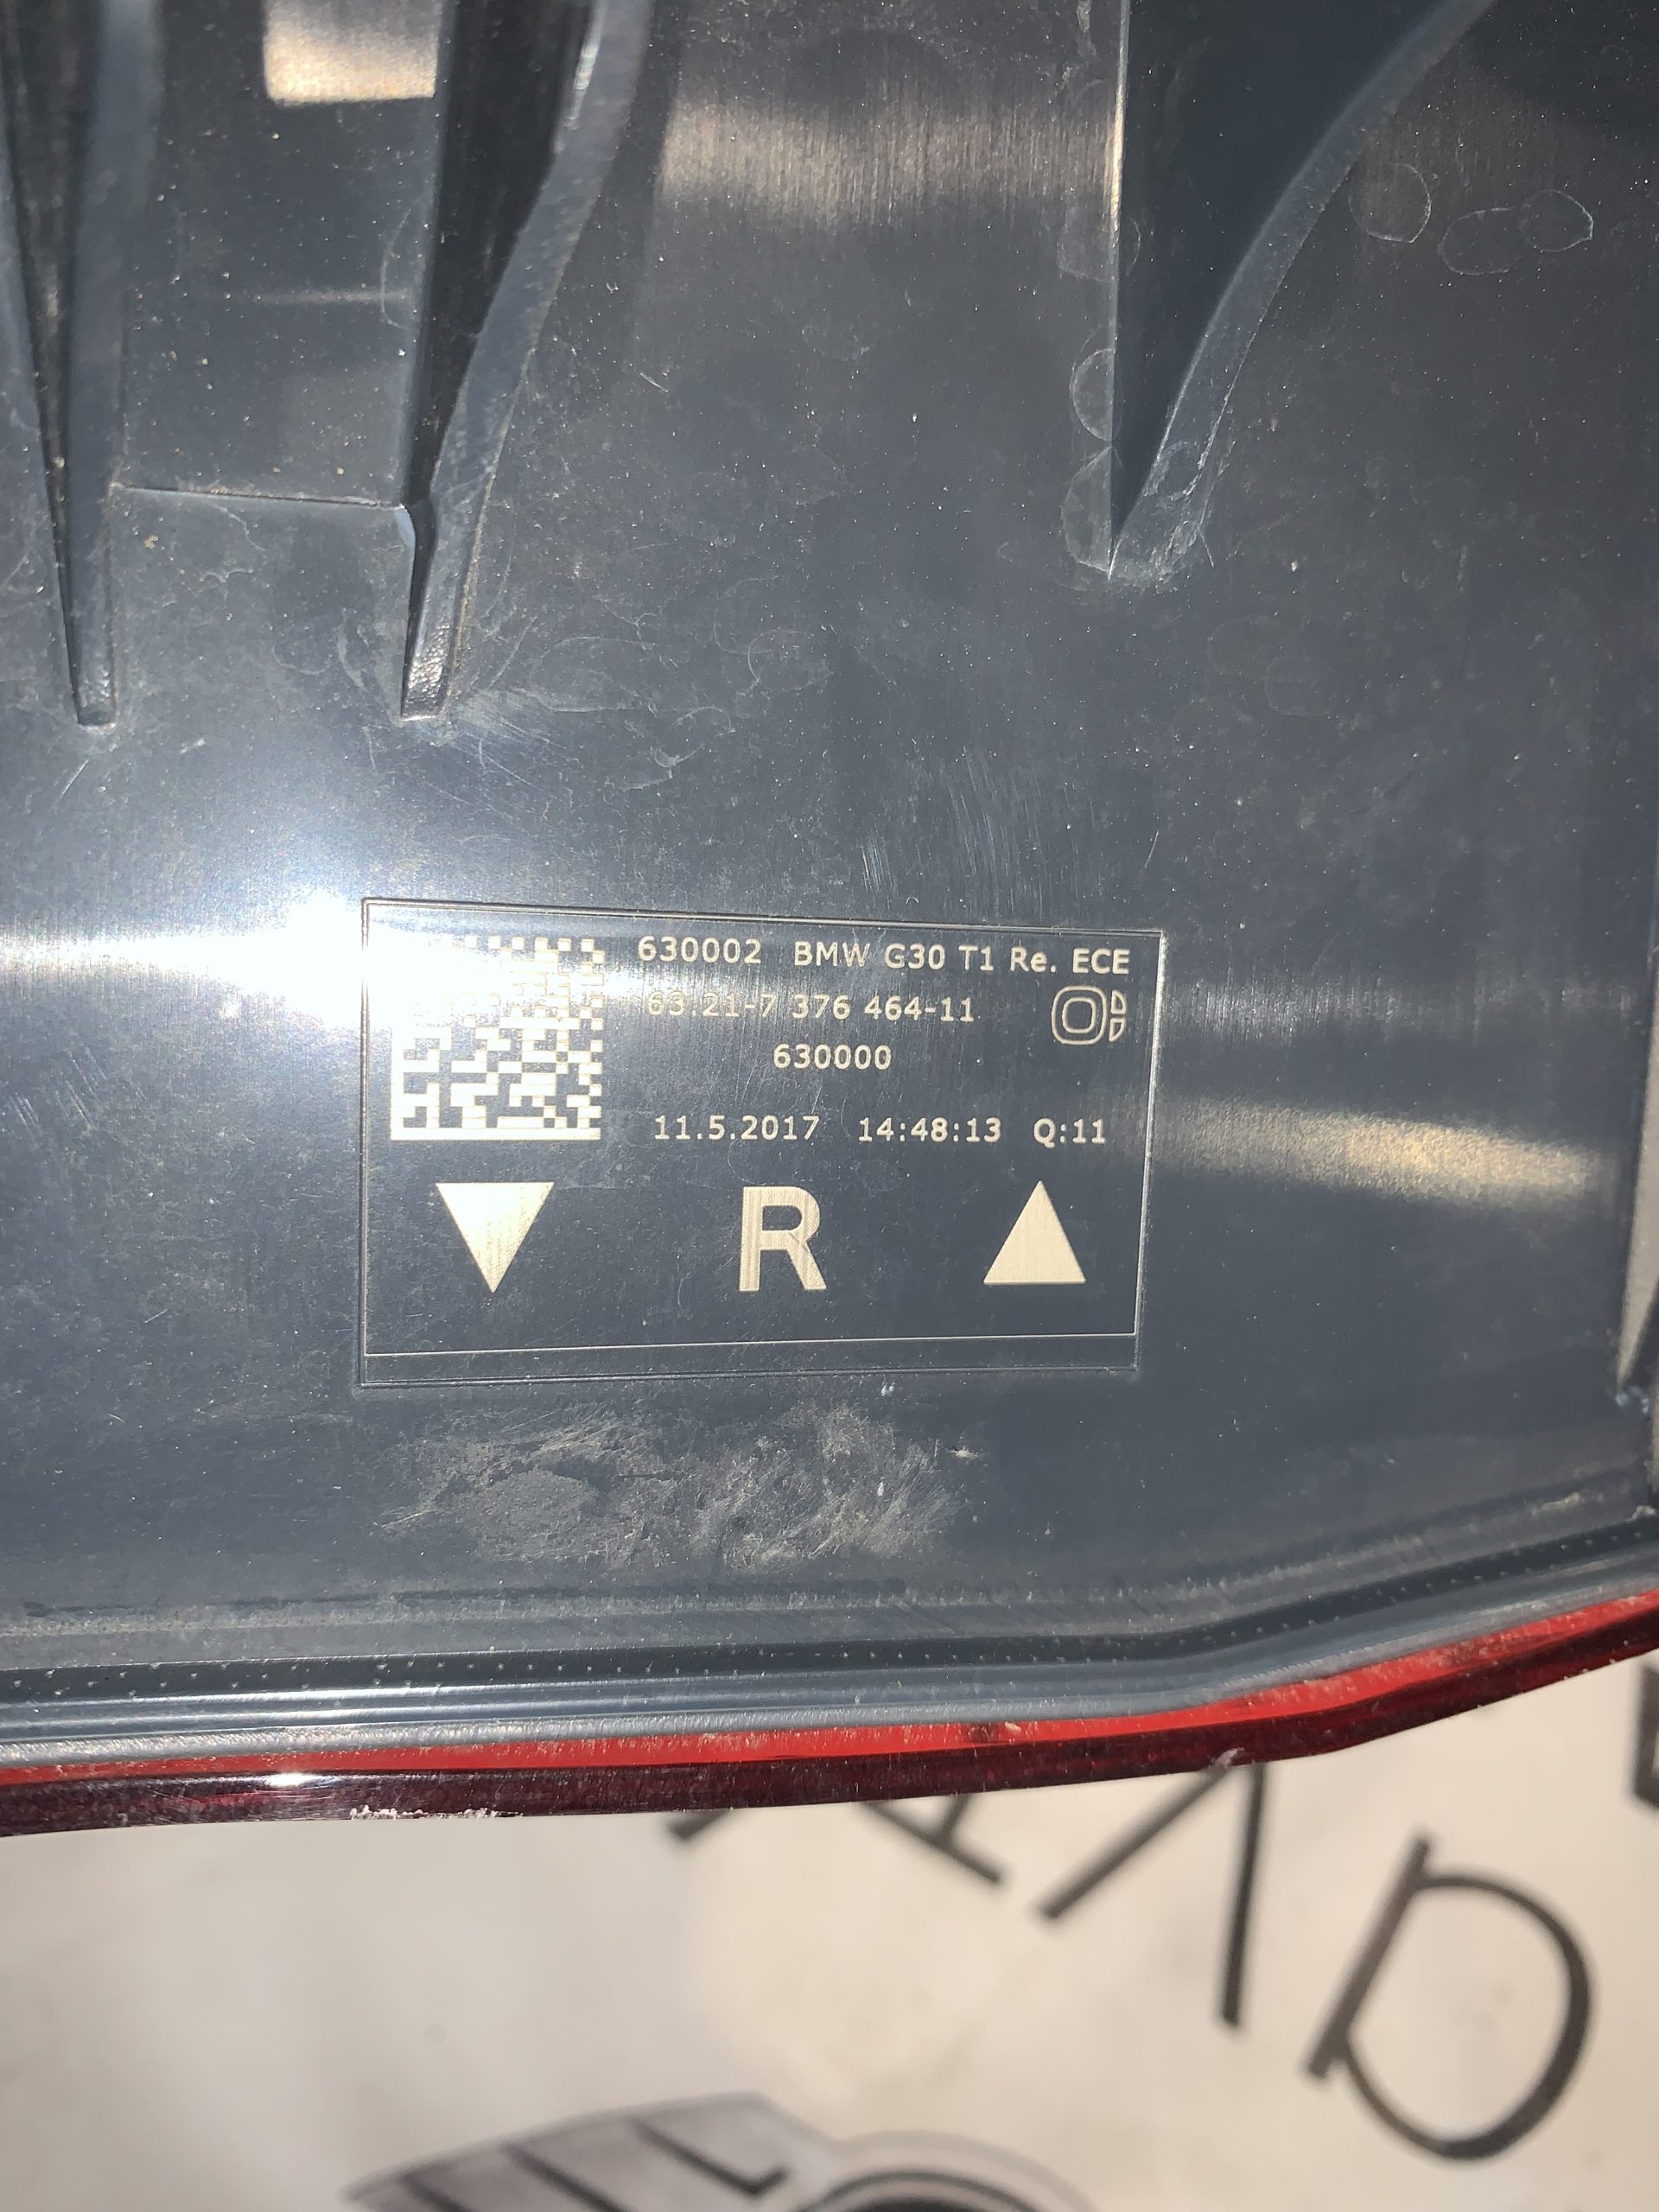 630002 BMW G30 T1 Re. ECE
63.21-7 376 464-11
630000
11.5.2017 14:48:13 Q:11
R